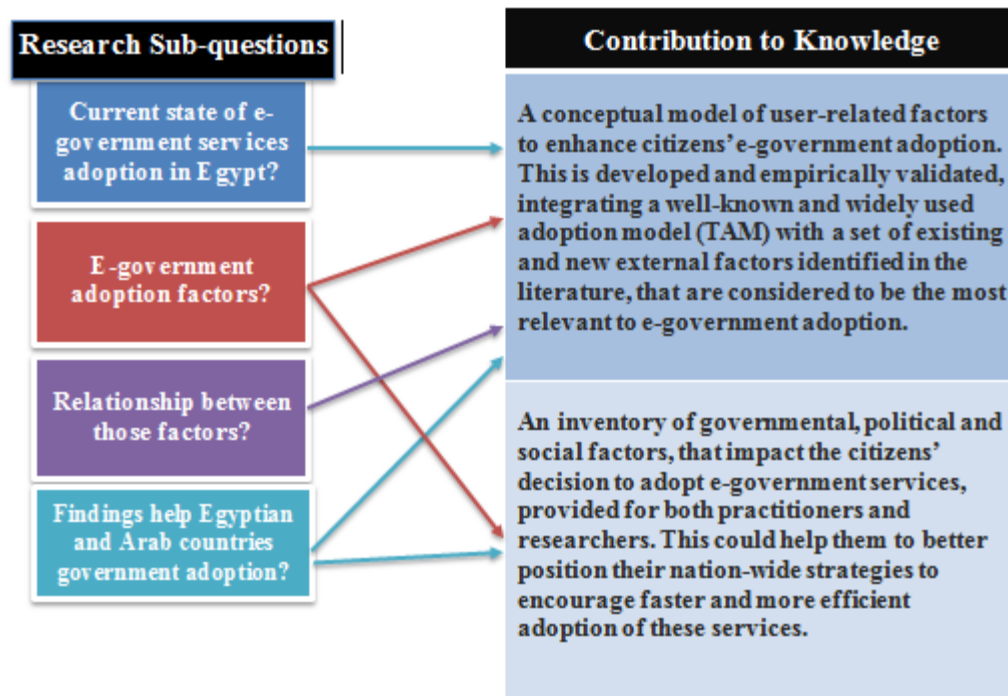 Research Sub-questions
Current state of e-
government services
adoption in Egypt?
E-government
adoption factors?
Relationship between
those factors?
Findings help Egyptian
and Arab countries
government adoption?
Contribution to Knowledge
A conceptual model of user-related factors
to enhance citizens’ e-government adoption.
This is developed and empirically validated,
integrating a well-known and widely used
adoption model (TAM) with a set of existing
and new external factors identified in the
literature, that are considered to be the most
relevant to e-government adoption.
An inventory of governmental, political and
social factors, that impact the citizens’
decision to adopt e-government services,
provided for both practitioners and
researchers. This could help them to better
position their nation-wide strategies to
encourage faster and more efficient
adoption of these services.